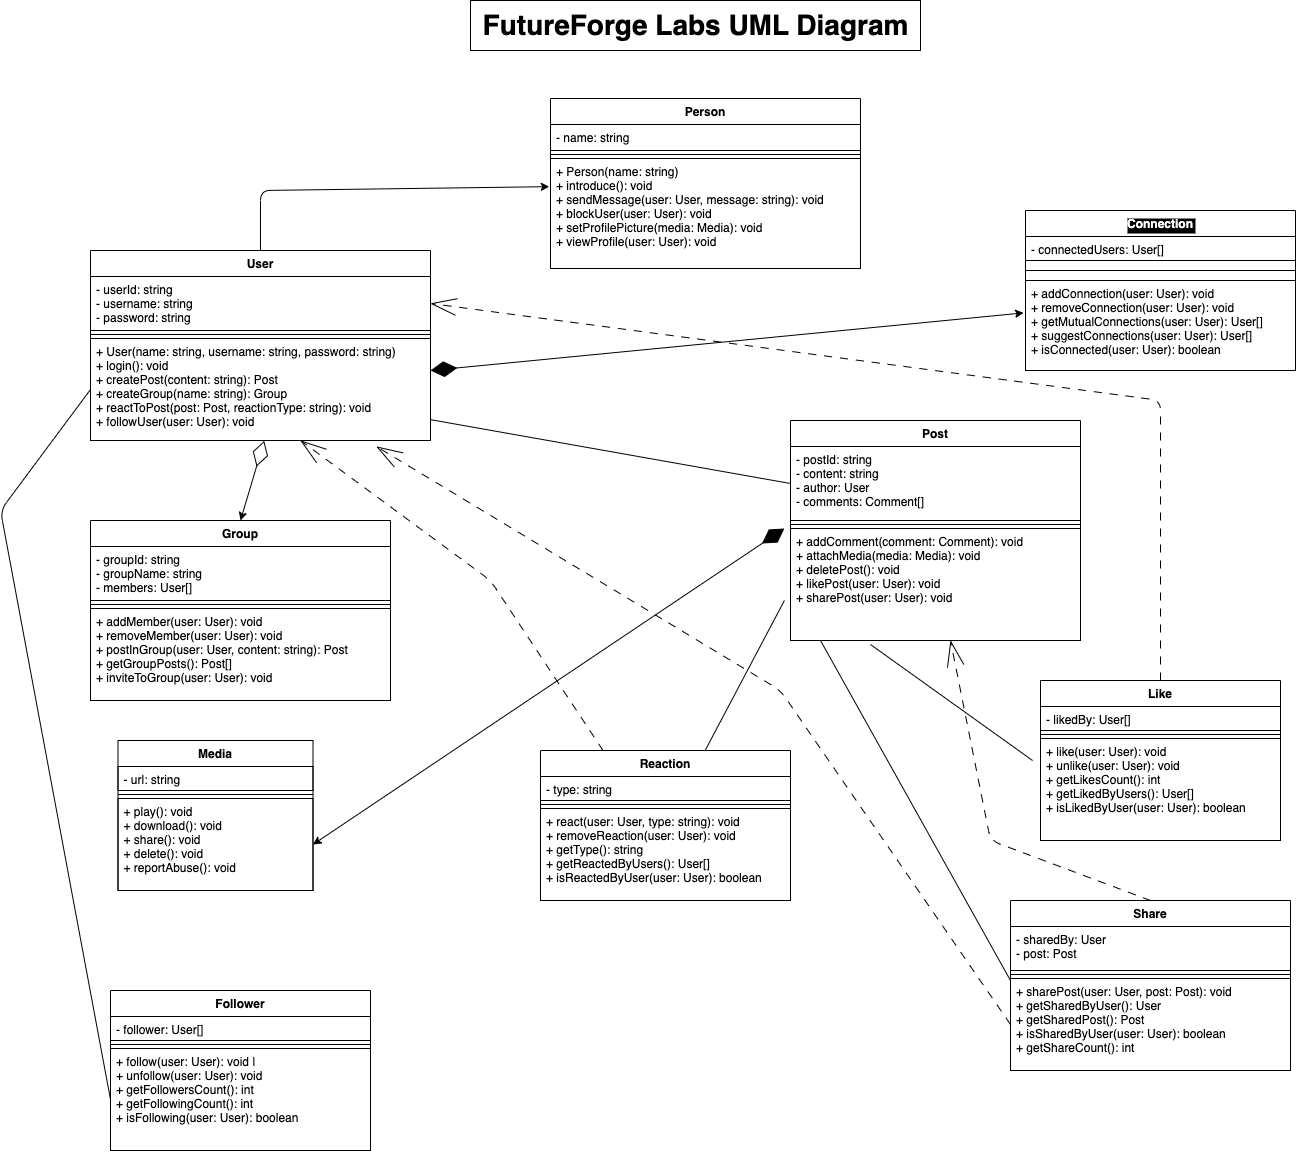 FutureForge Labs UML Diagram
Person
- name: string
+ Person(name: string)
+ introduce(): void
+ sendMessage(user: User, message: string): void
+ blockUser(user: User): void
+ setProfilePicture(media: Media): void
+ viewProfile(user: User): void
Connection
- connectedUsers: User[]
+ addConnection(user: User): void
+ removeConnection(user: User): void
+ getMutualConnections(user: User): User[]
+ suggestConnections(user: User): User[]
+ isConnected(user: User): boolean
User
- userId: string
- username: string
- password: string
+ User(name: string, username: string, password: string)
+ login(): void
+ createPost(content: string): Post
+ createGroup(name: string): Group
+ reactToPost(post: Post, reactionType: string): void
+ followUser(user: User): void
Post
- postId: string
- content: string
- author: User
- comments: Comment[]
+ addComment(comment: Comment): void
+ attachMedia(media: Media): void
+ deletePost(): void
+ likePost(user: User): void
+ sharePost(user: User): void
Group
- groupId: string
- groupName: string
- members: User[]
+ addMember(user: User): void
+ removeMember(user: User): void
+ postInGroup(user: User, content: string): Post
+ getGroupPosts(): Post[]
+ inviteToGroup(user: User): void
Like
- likedBy: User[]
+ like(user: User): void
+ unlike(user: User): void
+ getLikesCount(): int
+ getLikedByUsers(): User[]
+ isLikedByUser(user: User): boolean
Media
- url: string
+ play(): void
+ download(): void
+ share(): void
+ delete(): void
+ reportAbuse(): void
Reaction
- type: string
+ react(user: User, type: string): void
+ removeReaction(user: User): void
+ getType(): string
+ getReactedByUsers(): User[]
+ isReactedByUser(user: User): boolean
Share
- sharedBy: User
- post: Post
+ sharePost(user: User, post: Post): void
+ getSharedByUser(): User
+ getSharedPost(): Post
+ isSharedByUser(user: User): boolean
+ getShareCount(): int
Follower
- follower: User[]
+ follow(user: User): void |
+ unfollow(user: User): void
+ getFollowersCount(): int
+ getFollowingCount(): int
+ isFollowing(user: User): boolean